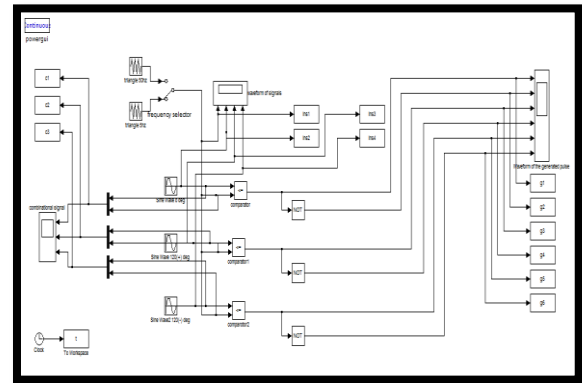 Continuous
powergui
c1
c2
c3
triangle 10hz
triangle 5hz
frequency selector
waveform of signals
ins1
ins2
ins3
ins4
Waveform of the generated pulse
g1
g2
g3
g4
g5
g6
combinational signal
Sine Wave 0 deg
comparator
NOT
Sine Wave 120(+) deg
comparator1
NOT
Sine Wave2 120(-) deg
comparator2
NOT
Clock
t
To Workspace